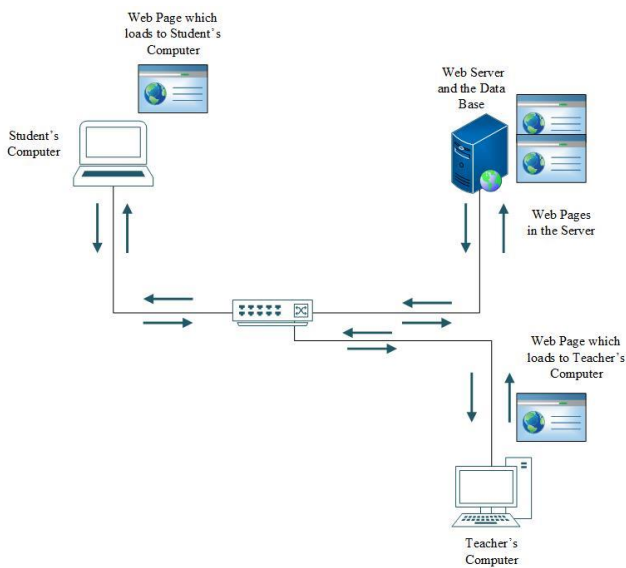 Web Page which
loads to Student's
Computer
Web Server
and the Data
Base
Student's
Computer
Web Pages
in the Server
Web Page which
loads to Teacher's
Computer
Teacher's
Computer